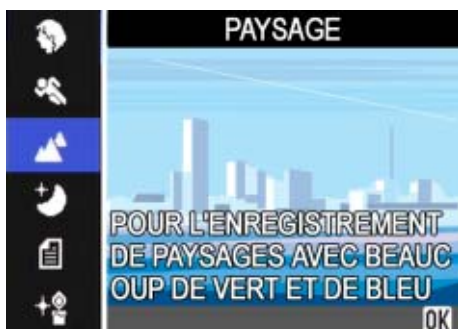 PAYSAGE
POUR L'ENREGISTREMENT
DE PAYSAGES AVEC BEAUC
OUP DE VERT ET DE BLEU
OK